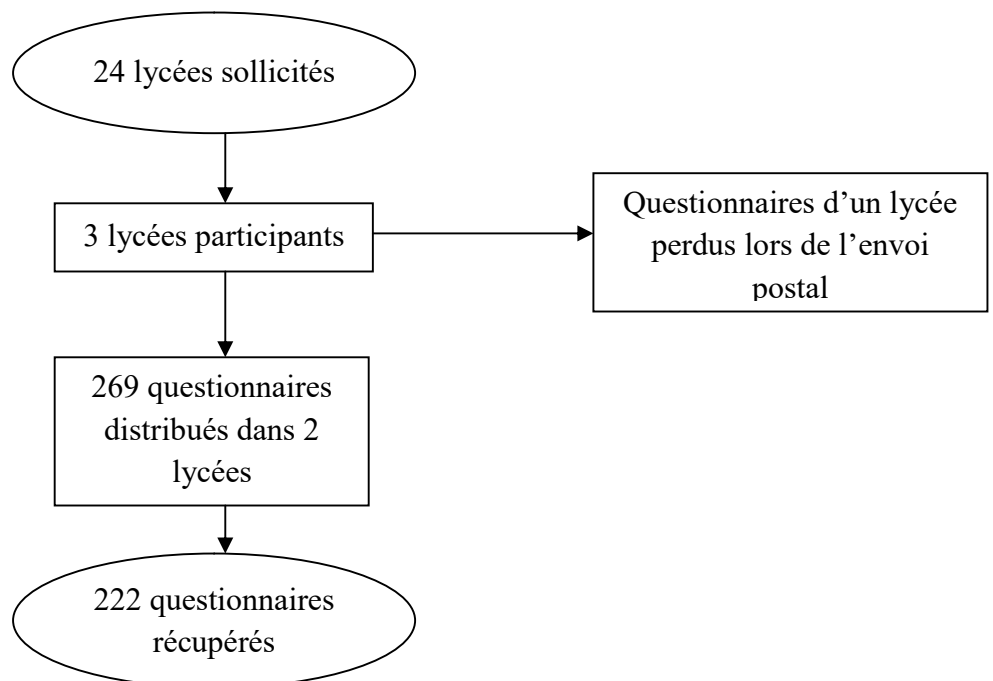 24 lycées sollicités
3 lycées participants
Questionnaires d’un lycée
perdus lors de l’envoi
postal
269 questionnaires
distribués dans 2
lycées
222 questionnaires
récupérés